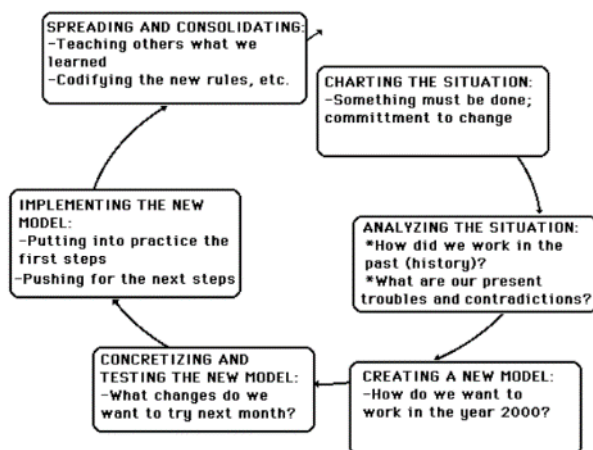 SPREADING AND CONSOLIDATING:
-Teaching others what we
learned
-Codifying the new rules, etc.
CHARTING THE SITUATION:
-Something must be done;
committment to change
ANALYZING THE SITUATION:
*How did we work in the
past (history)?
*What are our present
troubles and contradictions?
CREATING A NEW MODEL:
-How do we want to
work in the year 2000?
CONCRETIZING AND
TESTING THE NEW MODEL:
-What changes do we
want to try next month?
IMPLEMENTING THE NEW
MODEL:
-Putting into practice the
first steps
-Pushing for the next steps